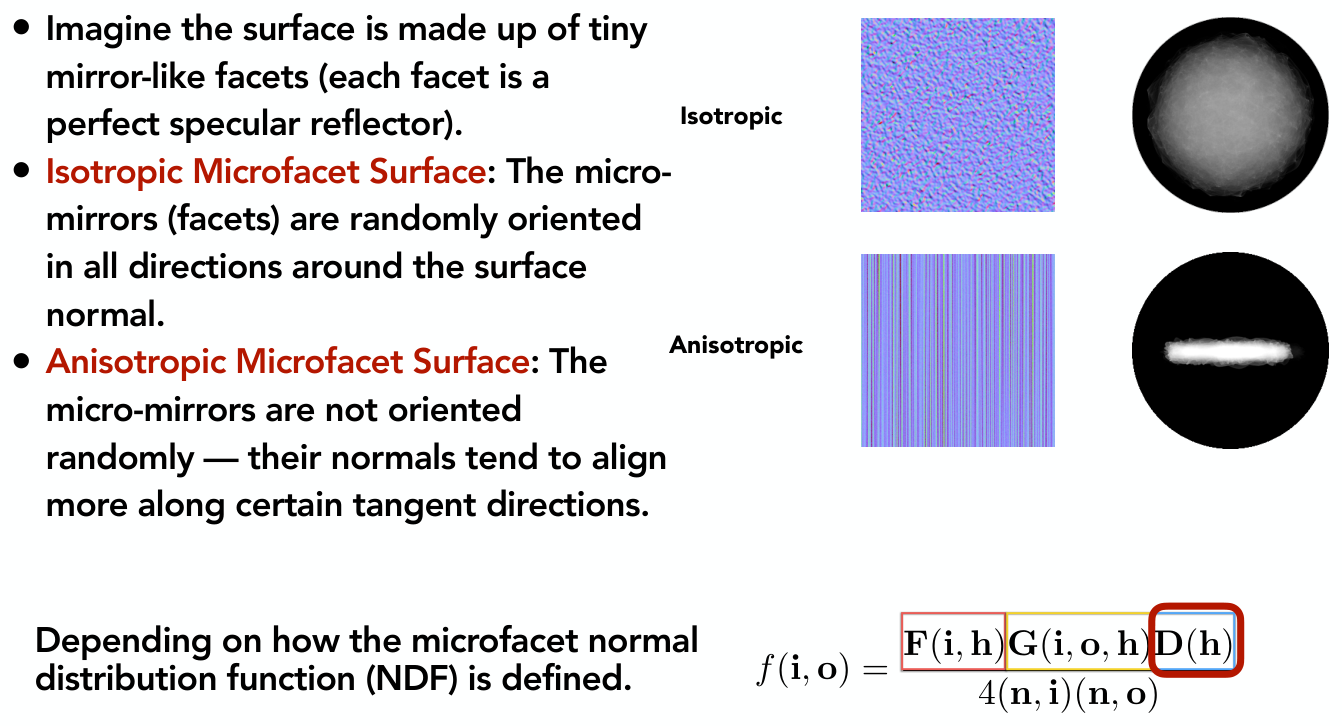 • Imagine the surface is made up of tiny
mirror-like facets (each facet is a
perfect specular reflector).
• Isotropic Microfacet Surface: The micro-
mirrors (facets) are randomly oriented
in all directions around the surface
normal.
• Anisotropic Microfacet Surface: The
micro-mirrors are not oriented
randomly — their normals tend to align
more along certain tangent directions.
Isotropic
Anisotropic
Depending on how the microfacet normal
distribution function (NDF) is defined.
f(i, o) = F(i, h)G(i, o, h)D(h)
4(n, i)(n, o)